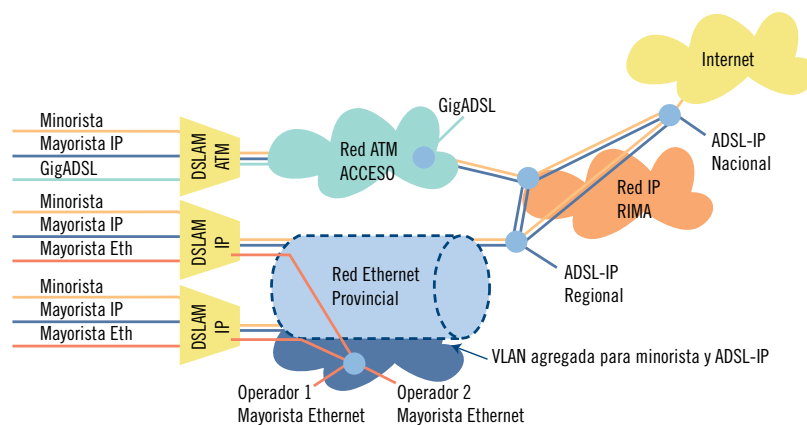 Internet
GigADSL
Minorista
Mayorista IP
GigADSL
DSLAM
ATM
Red ATM
ACCESO
ADSL-IP
Nacional
Red IP
RIMA
Minorista
Mayorista IP
Mayorista Eth
DSLAM
IP
Red Ethernet
Provincial
ADSL-IP
Regional
Minorista
Mayorista IP
Mayorista Eth
DSLAM
IP
VLAN agregada para minorista y ADSL-IP
Operador 1
Mayorista Ethernet
Operador 2
Mayorista Ethernet